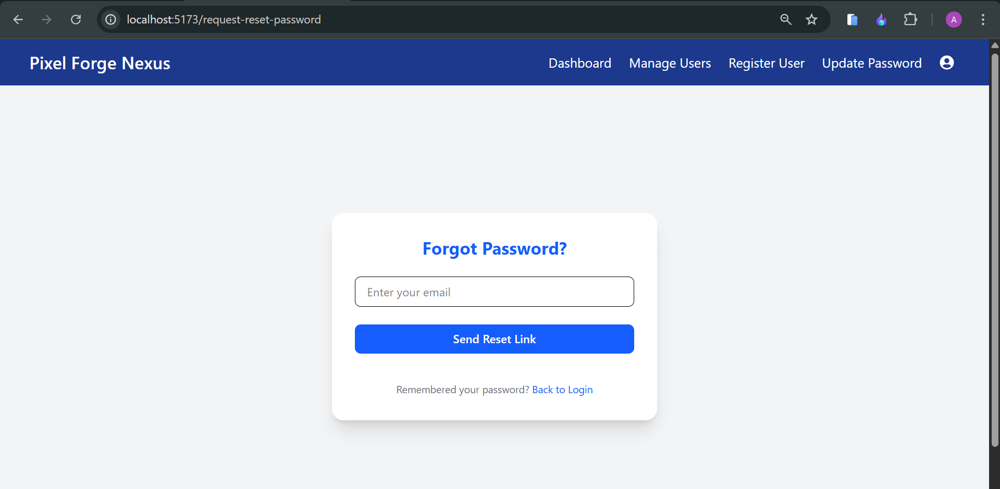 localhost:5173/request-reset-password
A
Pixel Forge Nexus
Dashboard
Manage Users
Register User
Update Password
Forgot Password?
Enter your email
Send Reset Link
Remembered your password? Back to Login